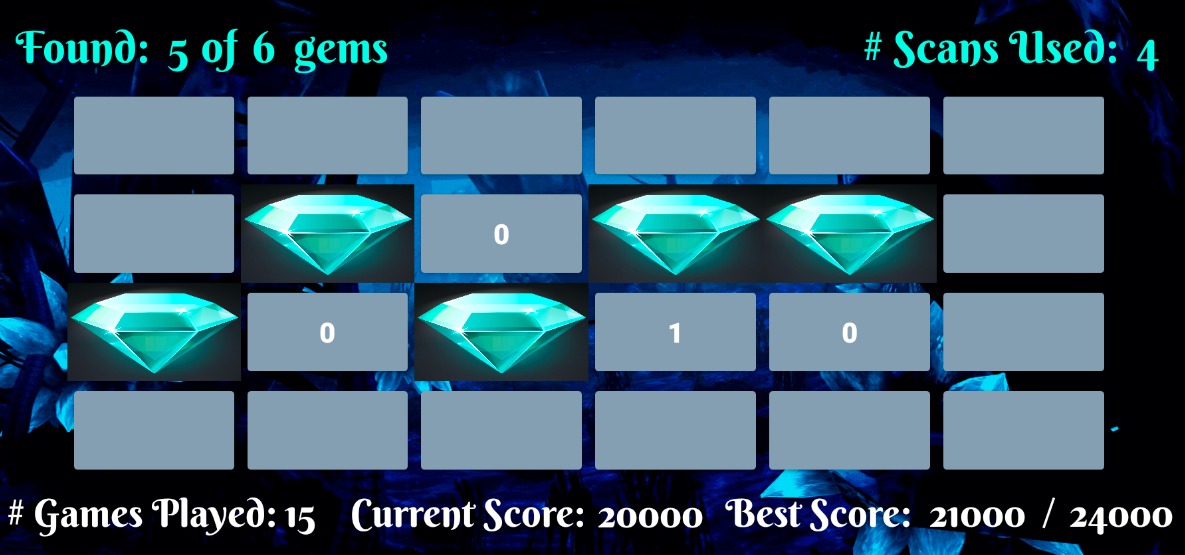 Found: 5 of 6 gems # Scans Used: 4
0
0 1 0
# Games Played: 15 Current Score: 20000 Best Score: 21000 / 24000